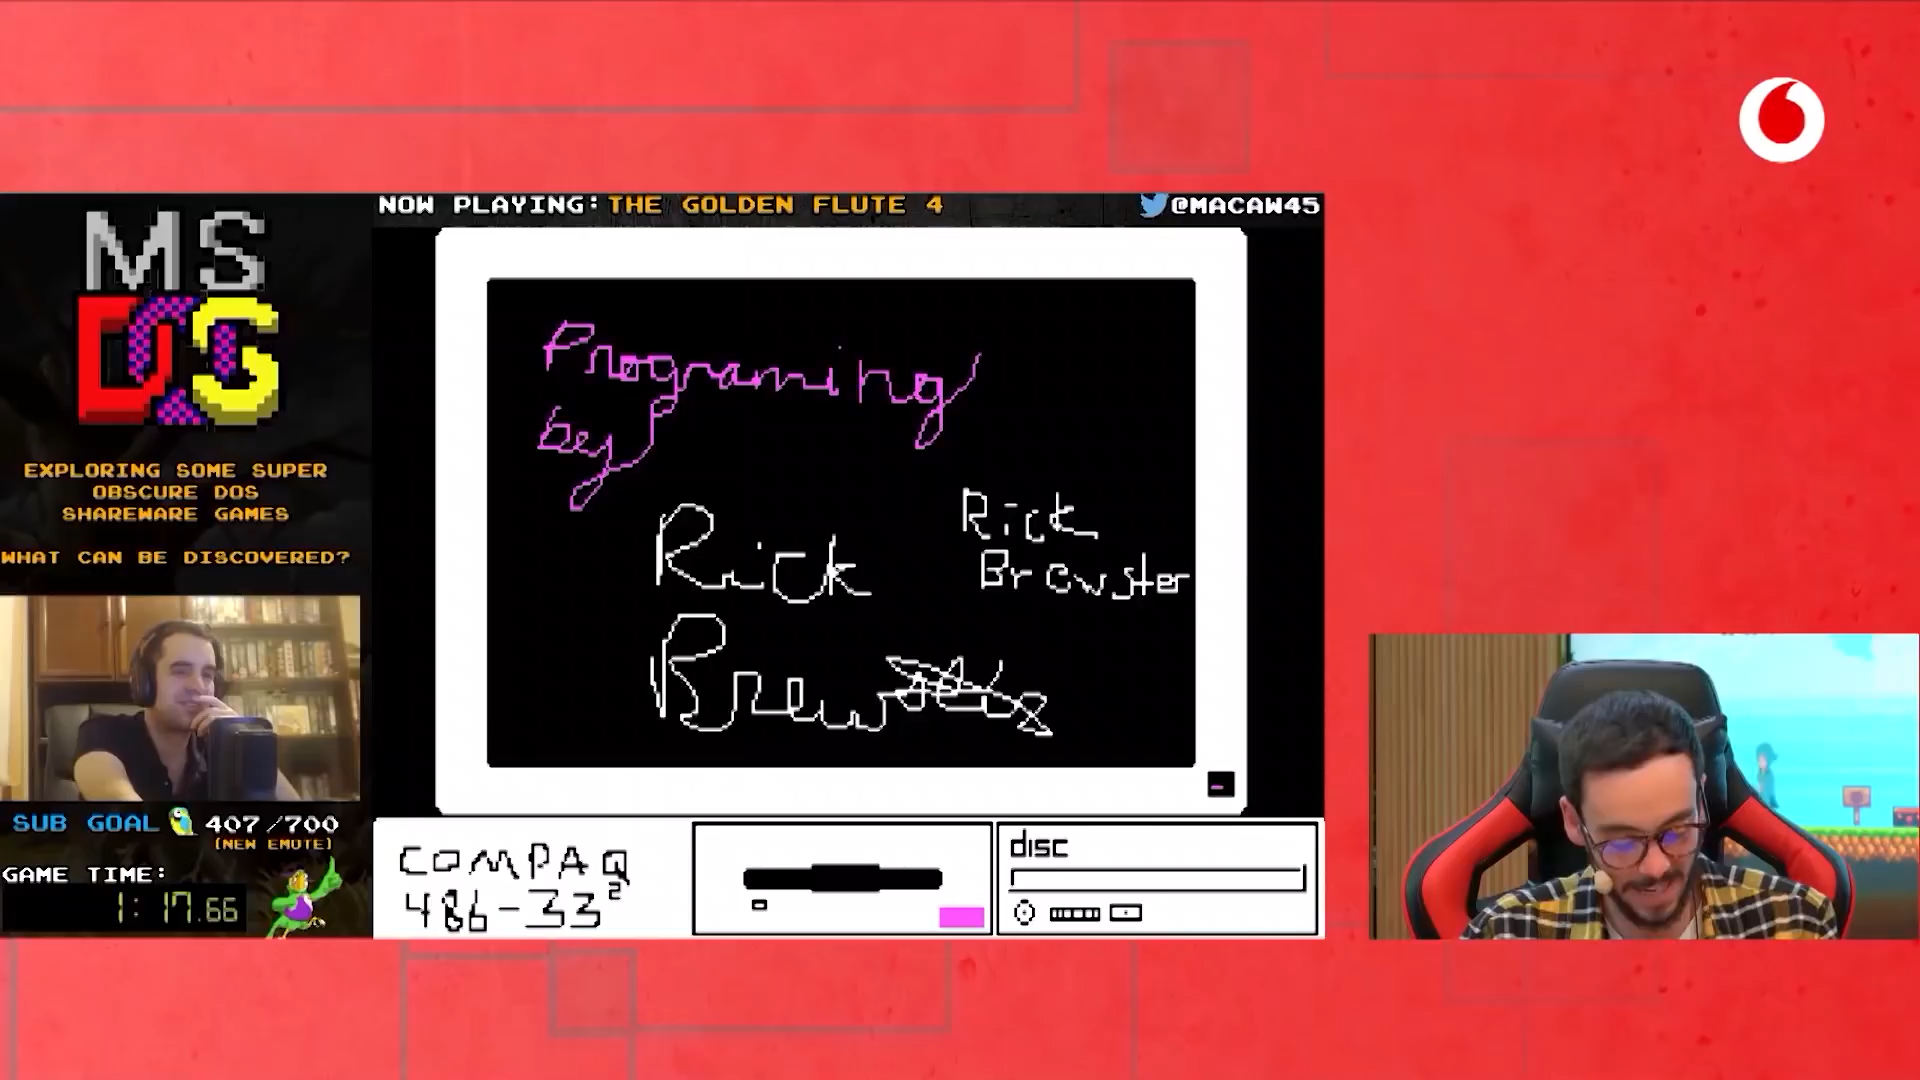 MS
DOS
EXPLORING SOME SUPER
OBSCURE DOS
SHAREWARE GAMES
WHAT CAN BE DISCOVERED?
SUB GOAL 407/700
(NEW EMOTE)
GAME TIME:
1:17.66
NOW PLAYING: THE GOLDEN FLUTE 4
@MACAW45
Programing
by
Rick
Brewster
Rick
Brewster
COMPAQ
486-33²
disc